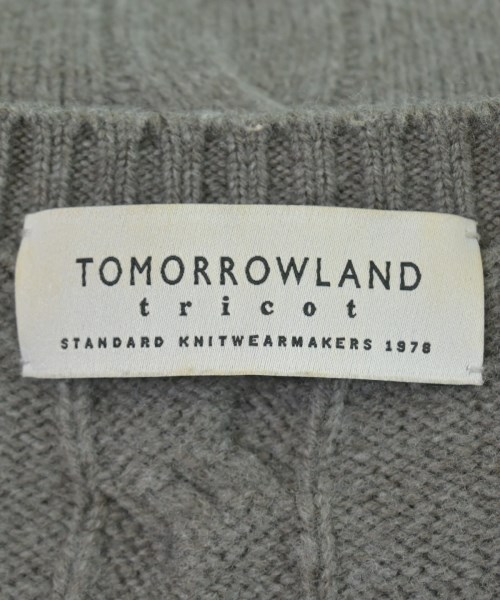 TOMORROWLAND
tricot
STANDARD KNITWEARMAKERS 1978